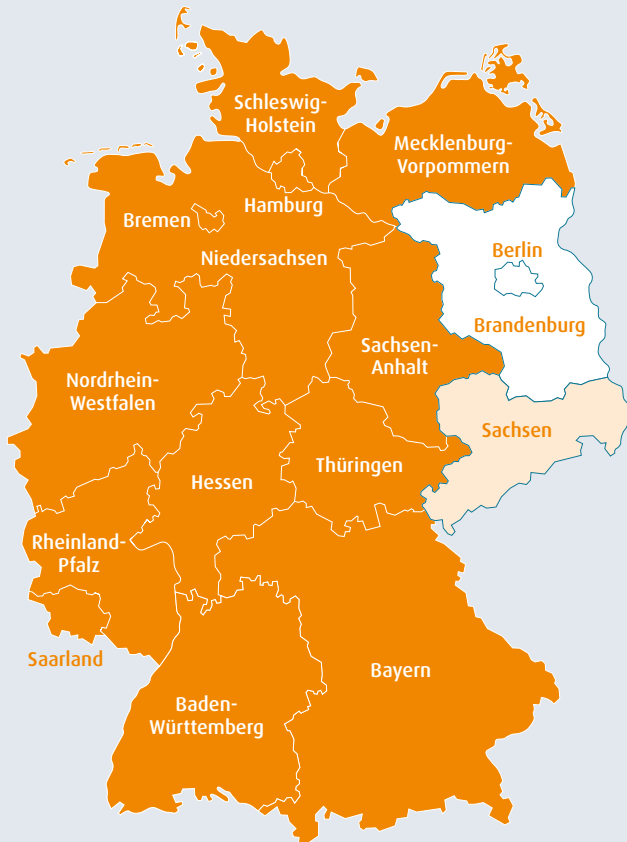 Schleswig-
Holstein
Mecklenburg-
Vorpommern
Hamburg
Bremen
Niedersachsen
Berlin
Brandenburg
Sachsen-
Anhalt
Nordrhein-
Westfalen
Sachsen
Thüringen
Hessen
Rheinland-
Pfalz
Saarland
Bayern
Baden-
Württemberg